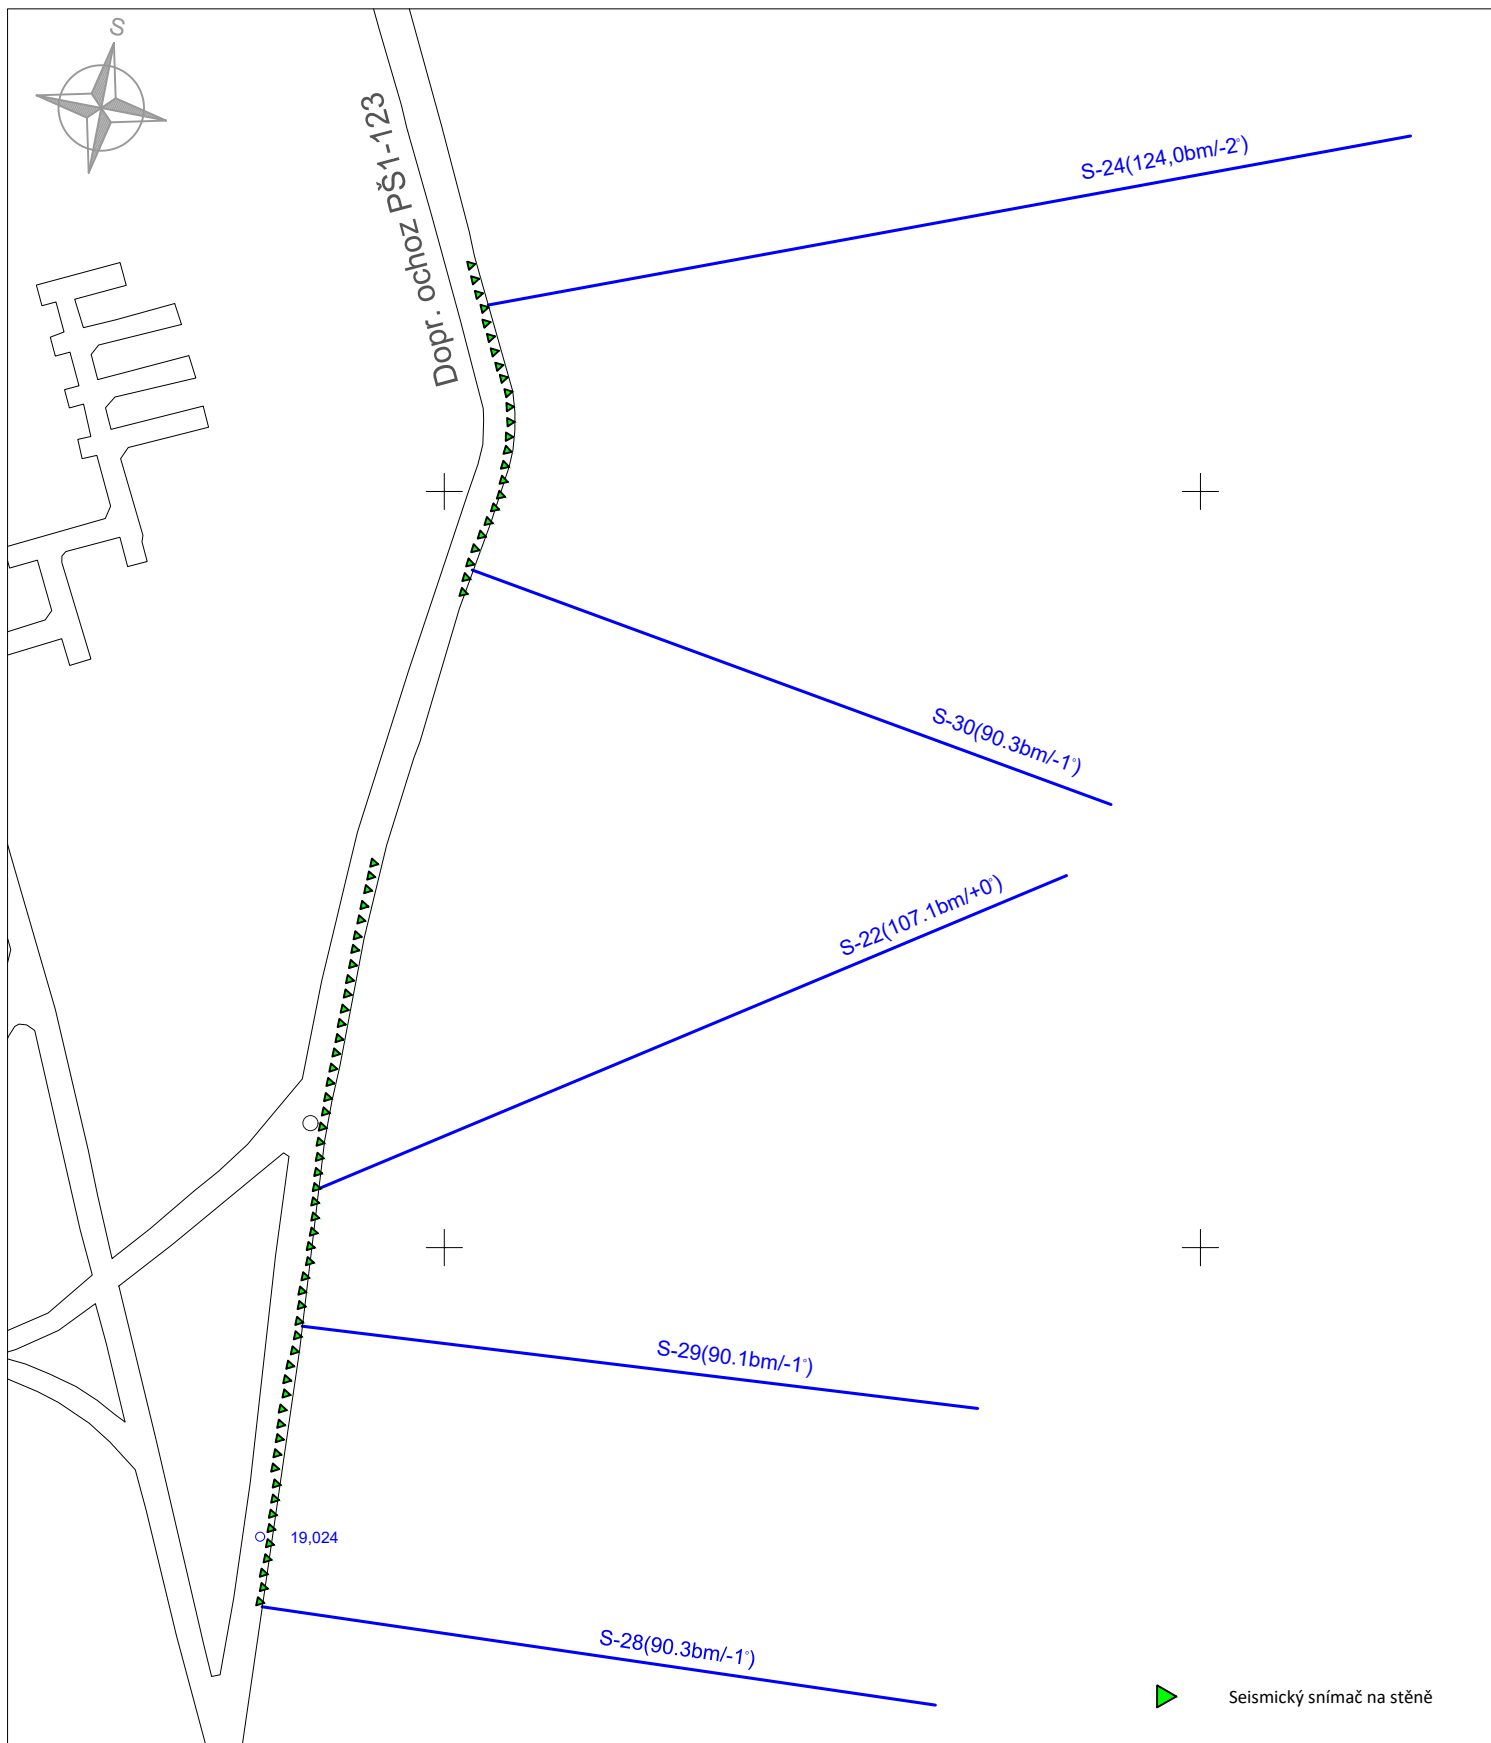 S
Dopr. ochoz PŠ1-123
S-24(124,0bm/-2°)
S-30(90.3bm/-1°)
S-22(107.1bm/+0°)
S-29(90.1bm/-1°)
19,024
S-28(90.3bm/-1°)
Seismický snímač na stěně